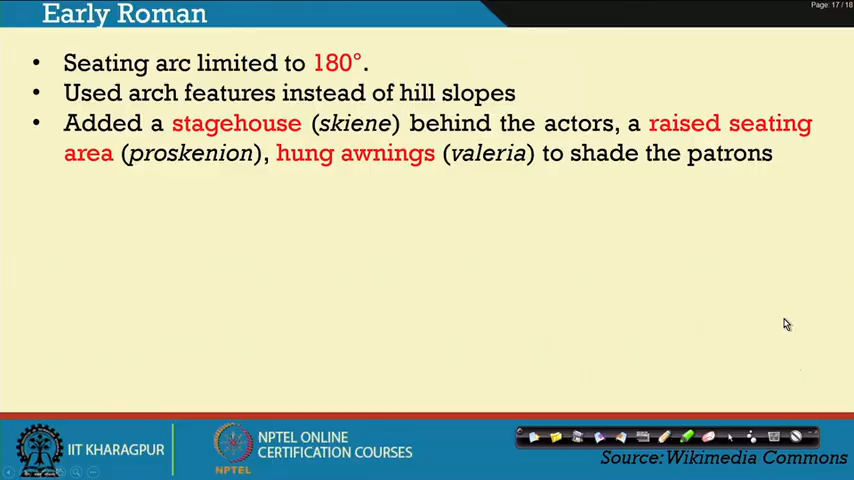 Page: 17 / 18
Early Roman
• Seating arc limited to 180°.
• Used arch features instead of hill slopes
• Added a stagehouse (skiene) behind the actors, a raised seating
area (proskenion), hung awnings (valeria) to shade the patrons
IIT KHARAGPUR
NPTEL
NPTEL ONLINE
CERTIFICATION COURSES
Source:Wikimedia Commons